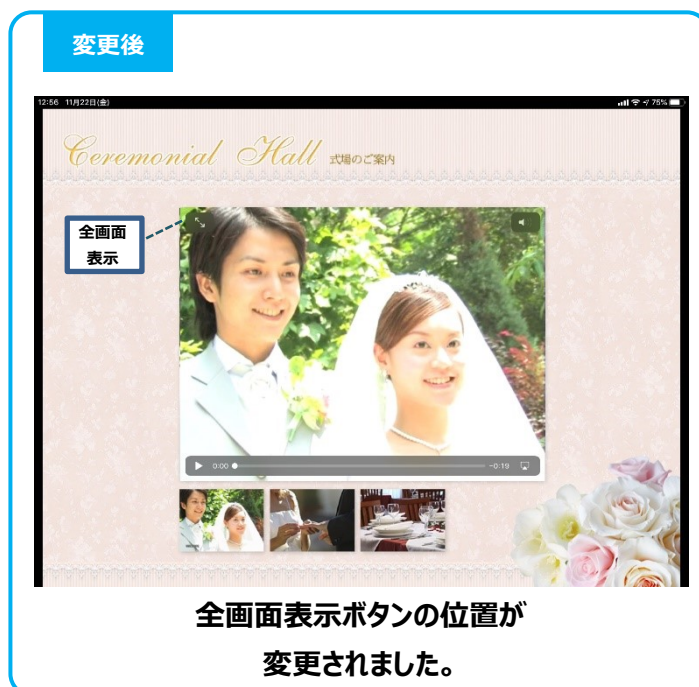 変更後
12:56 11月22日(金)
75%
Ceremonial Hall 式場のご案内
全画面
表示
0:00
-0:19
全画面表示ボタンの位置が
変更されました。